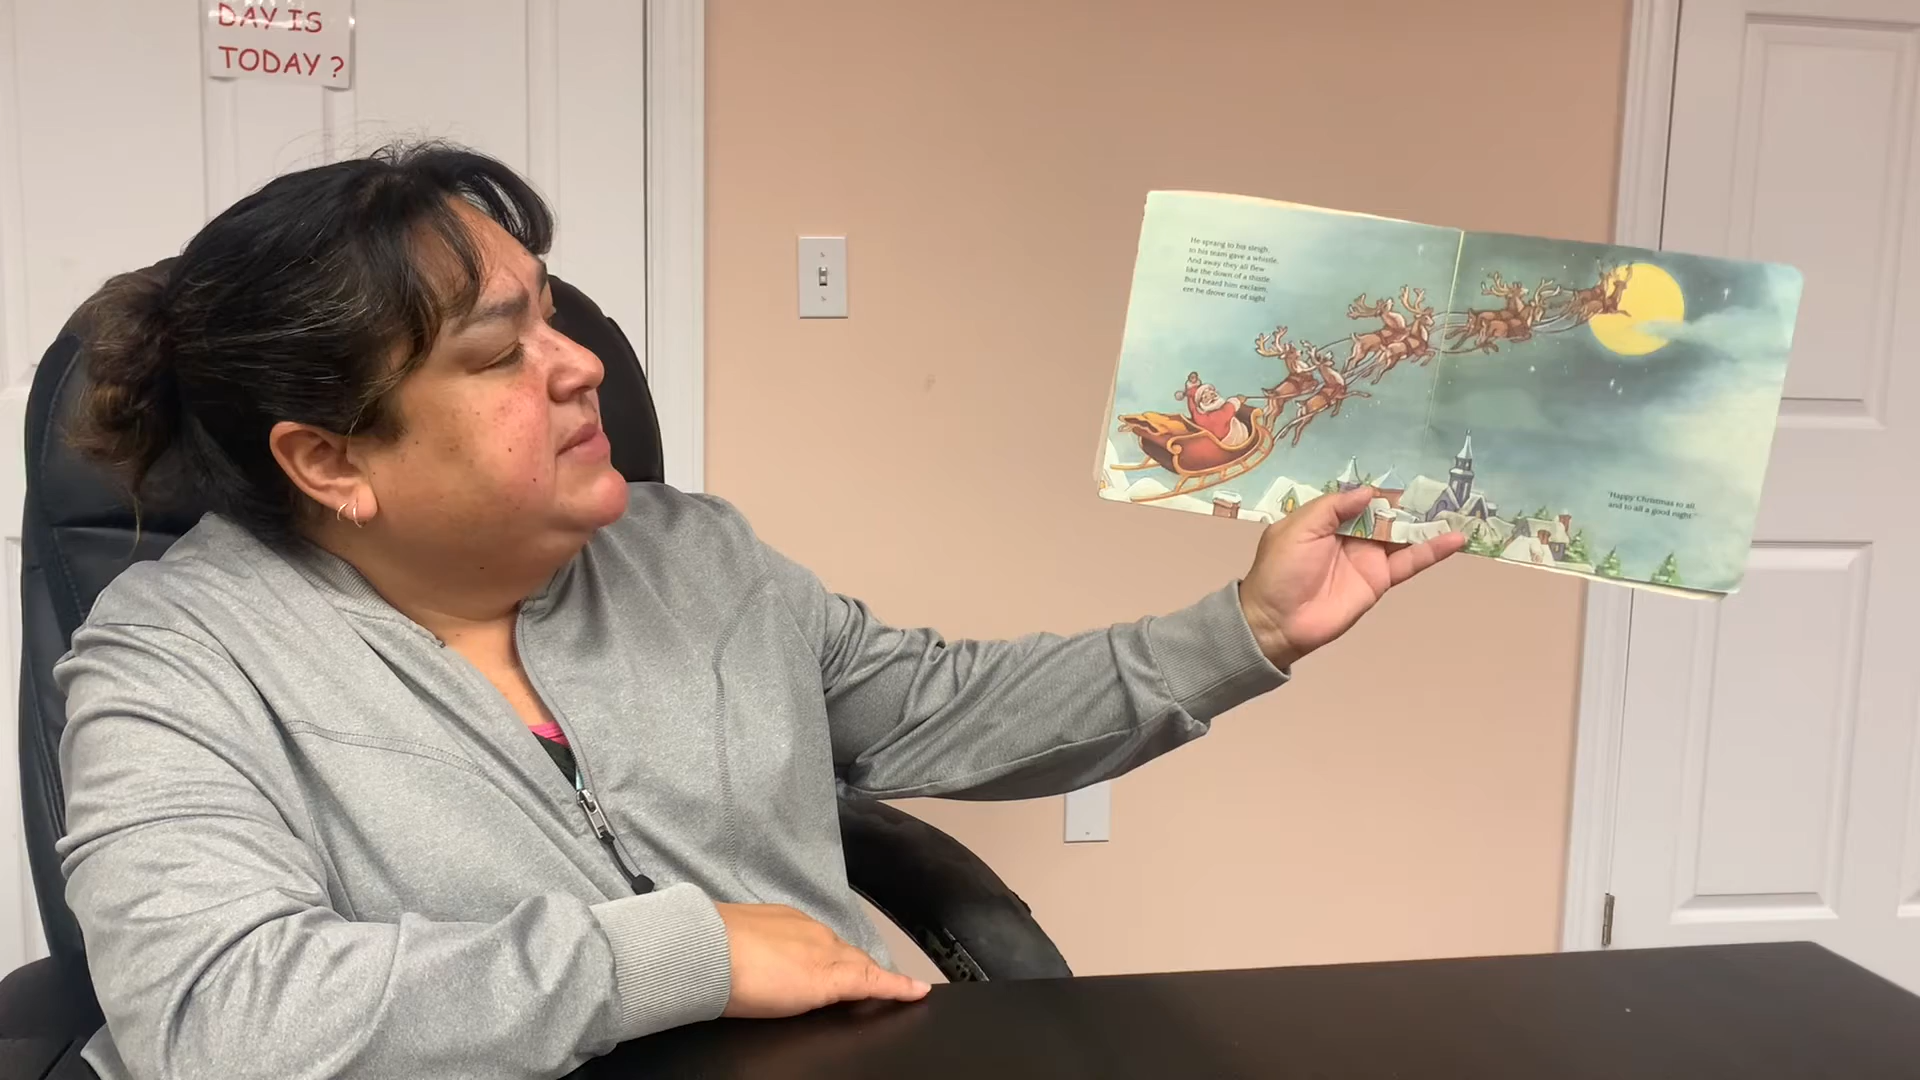 DAY IS
TODAY?
He sprang to his sleigh,
to his team gave a whistle,
And away they all flew
like the down of a thistle.
But I heard him exclaim,
ere he drove out of sight
"Happy Christmas to all,
and to all a good night."